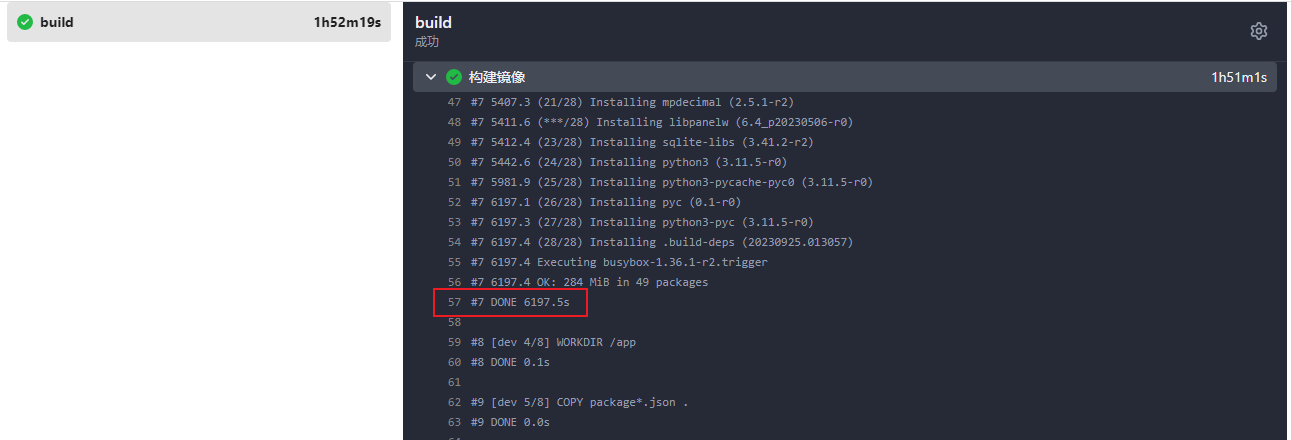 build 1h52m19s
build
成功
构建镜像 1h51m1s
47 #7 5407.3 (21/28) Installing mpdecimal (2.5.1-r2)
48 #7 5411.6 (***/28) Installing libpanelw (6.4_p20230506-r0)
49 #7 5412.4 (23/28) Installing sqlite-libs (3.41.2-r2)
50 #7 5442.6 (24/28) Installing python3 (3.11.5-r0)
51 #7 5981.9 (25/28) Installing python3-pycache-pyc0 (3.11.5-r0)
52 #7 6197.1 (26/28) Installing pyc (0.1-r0)
53 #7 6197.3 (27/28) Installing python3-pyc (3.11.5-r0)
54 #7 6197.4 (28/28) Installing .build-deps (20230925.013057)
55 #7 6197.4 Executing busybox-1.36.1-r2.trigger
56 #7 6197.4 OK: 284 MiB in 49 packages
57 #7 DONE 6197.5s
58
59 #8 [dev 4/8] WORKDIR /app
60 #8 DONE 0.1s
61
62 #9 [dev 5/8] COPY package*.json .
63 #9 DONE 0.0s